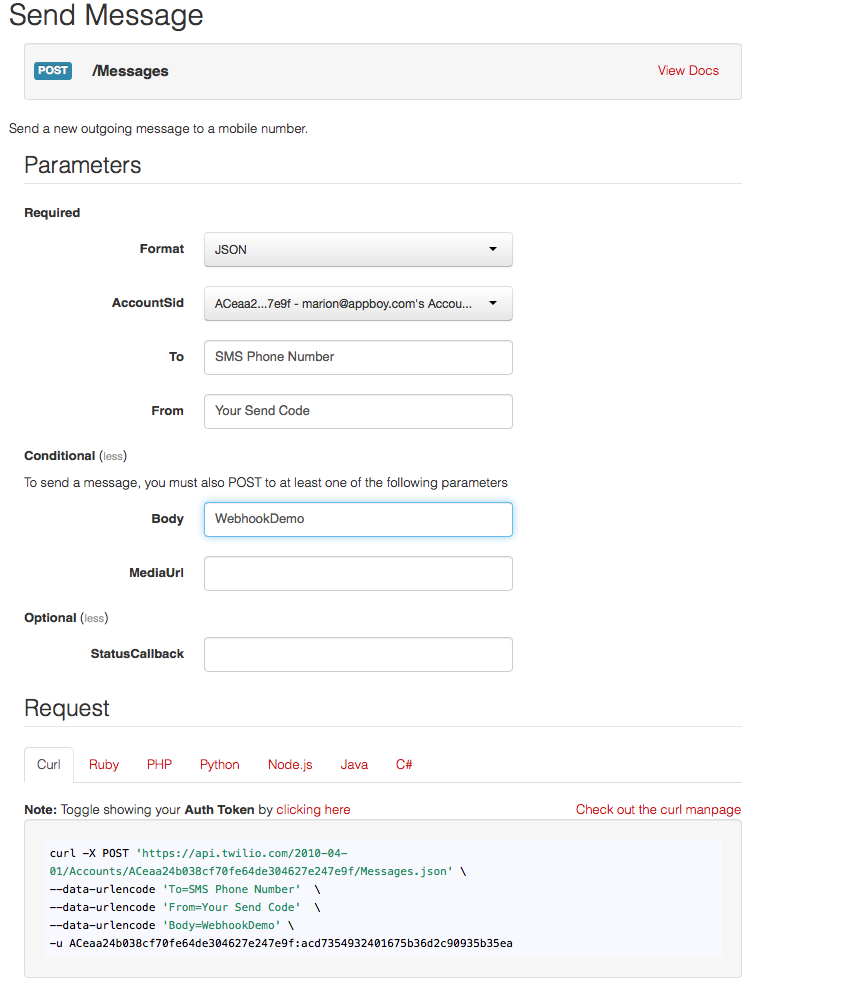 Send Message
POST /Messages View Docs
Send a new outgoing message to a mobile number.
Parameters
Required
Format JSON
AccountSid ACeaa2...7e9f - marion@appboy.com's Accou...
To SMS Phone Number
From Your Send Code
Conditional (less)
To send a message, you must also POST to at least one of the following parameters
Body WebhookDemo
MediaUrl
Optional (less)
StatusCallback
Request
Curl Ruby PHP Python Node.js Java C#
Note: Toggle showing your Auth Token by clicking here Check out the curl manpage
curl -X POST 'https://api.twilio.com/2010-04-
01/Accounts/ACeaa24b038cf70fe64de304627e247e9f/Messages.json' \
--data-urlencode 'To=SMS Phone Number' \
--data-urlencode 'From=Your Send Code' \
--data-urlencode 'Body=WebhookDemo' \
-u ACeaa24b038cf70fe64de304627e247e9f:acd7354932401675b36d2c90935b35ea